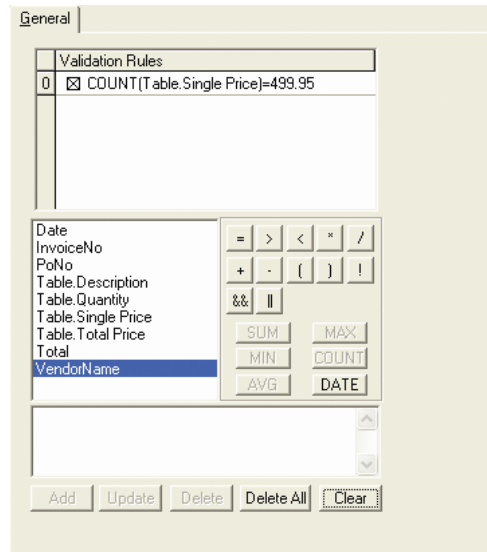 General
Validation Rules
0 COUNT(Table.Single Price)=499.95
Date
InvoiceNo
PoNo
Table.Description
Table.Quantity
Table.Single Price
Table.Total Price
Total
VendorName
= > < * /
+ - ( ) !
&& ||
SUM MAX
MIN COUNT
AVG DATE
Add Update Delete Delete All Clear